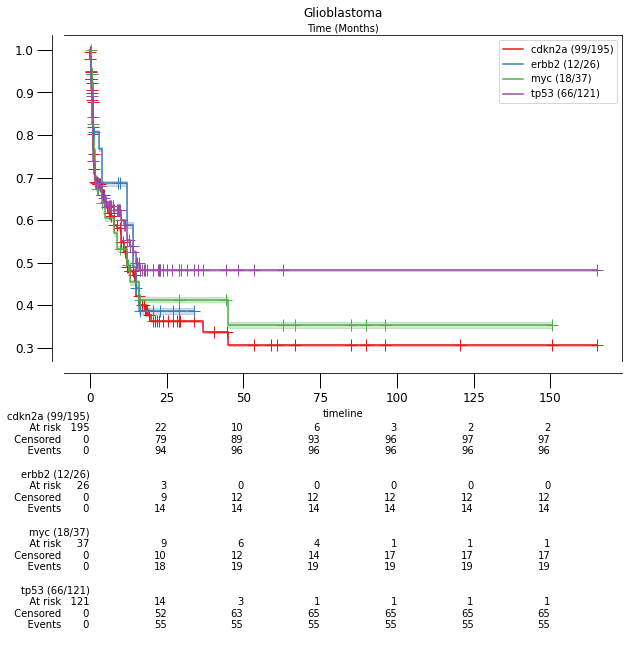 Glioblastoma
Time (Months)
cdkn2a (99/195)
erbb2 (12/26)
myc (18/37)
tp53 (66/121)
1.0
0.9
0.8
0.7
0.6
0.5
0.4
0.3
0 25 50 75 100 125 150
timeline
cdkn2a (99/195)
At risk 195 22 10 6 3 2 2
Censored 0 79 89 93 96 97 97
Events 0 94 96 96 96 96 96
erbb2 (12/26)
At risk 26 3 0 0 0 0 0
Censored 0 9 12 12 12 12 12
Events 0 14 14 14 14 14 14
myc (18/37)
At risk 37 9 6 4 1 1 1
Censored 0 10 12 14 17 17 17
Events 0 18 19 19 19 19 19
tp53 (66/121)
At risk 121 14 3 1 1 1 1
Censored 0 52 63 65 65 65 65
Events 0 55 55 55 55 55 55